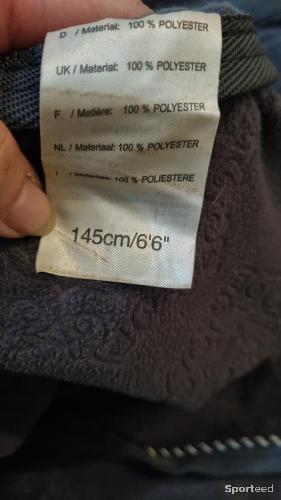 D / Material: 100 % POLYESTER
UK / Material: 100 % POLYESTER
F / Matière: 100 % POLYESTER
NL / Materiaal: 100 % POLYESTER
I / Materiale: 100 % POLIESTERE
145cm/6'6"
Sporteed